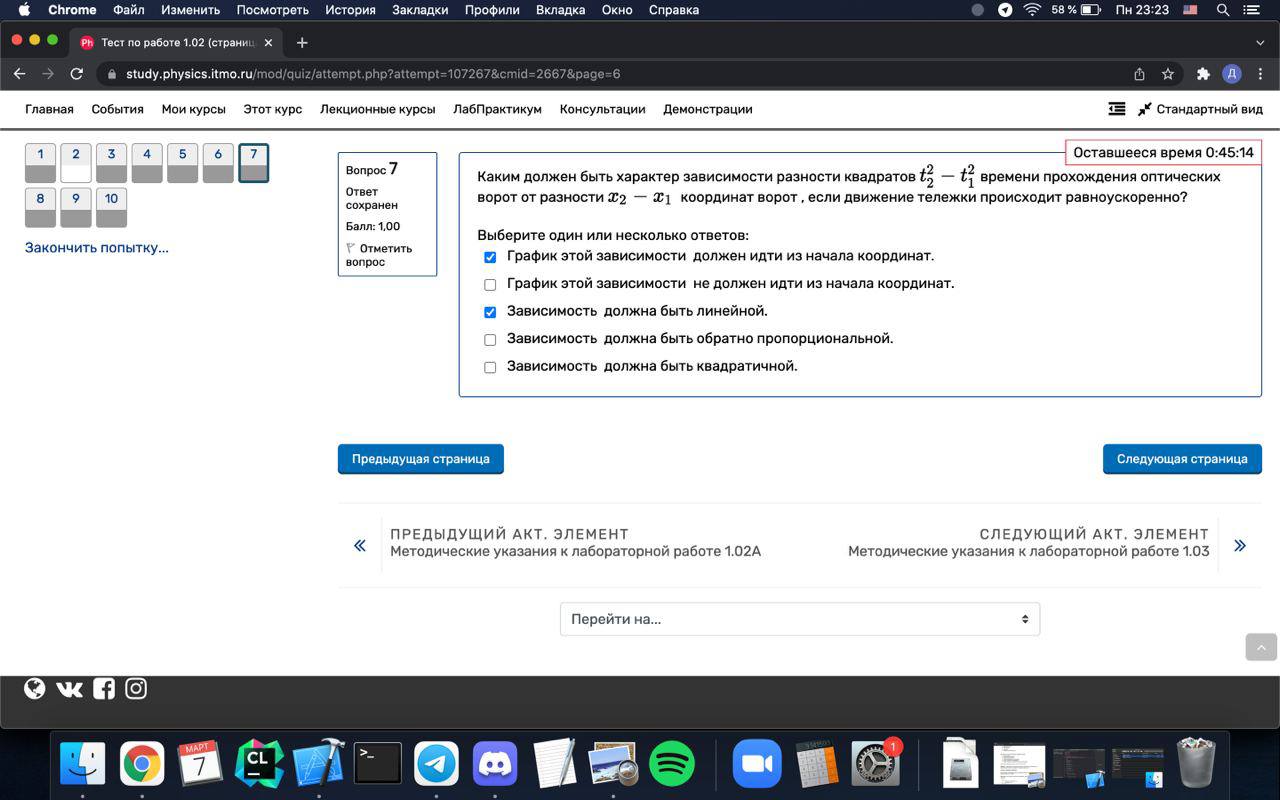 Chrome Файл Изменить Посмотреть История Закладки Профили Вкладка Окно Справка 58 % Пн 23:23
Ph Тест по работе 1.02 (страниц
study.physics.itmo.ru/mod/quiz/attempt.php?attempt=107267&cmid=2667&page=6 Д
Главная События Мои курсы Этот курс Лекционные курсы ЛабПрактикум Консультации Демонстрации Стандартный вид
1 2 3 4 5 6 7
8 9 10
Закончить попытку...
Вопрос 7
Ответ
сохранен
Балл: 1,00
Отметить
вопрос
Оставшееся время 0:45:14
Каким должен быть характер зависимости разности квадратов t₂² − t₁² времени прохождения оптических
ворот от разности x₂ − x₁ координат ворот , если движение тележки происходит равноускоренно?
Выберите один или несколько ответов:
График этой зависимости должен идти из начала координат.
График этой зависимости не должен идти из начала координат.
Зависимость должна быть линейной.
Зависимость должна быть обратно пропорциональной.
Зависимость должна быть квадратичной.
Предыдущая страница
Следующая страница
ПРЕДЫДУЩИЙ АКТ. ЭЛЕМЕНТ
Методические указания к лабораторной работе 1.02А
СЛЕДУЮЩИЙ АКТ. ЭЛЕМЕНТ
Методические указания к лабораторной работе 1.03
Перейти на...
МАРТ
7
CL
1